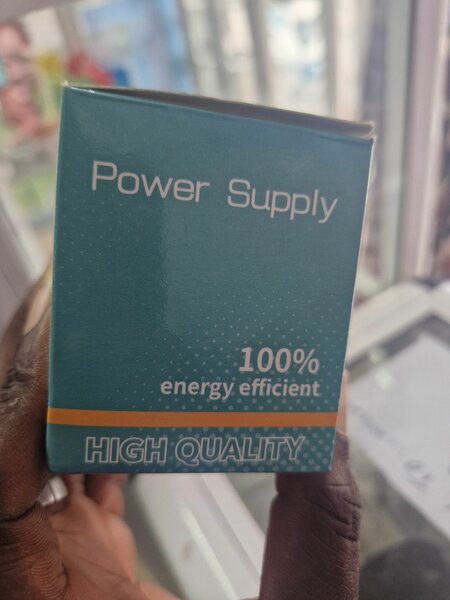 Power Supply
100%
energy efficient
HIGH QUALITY